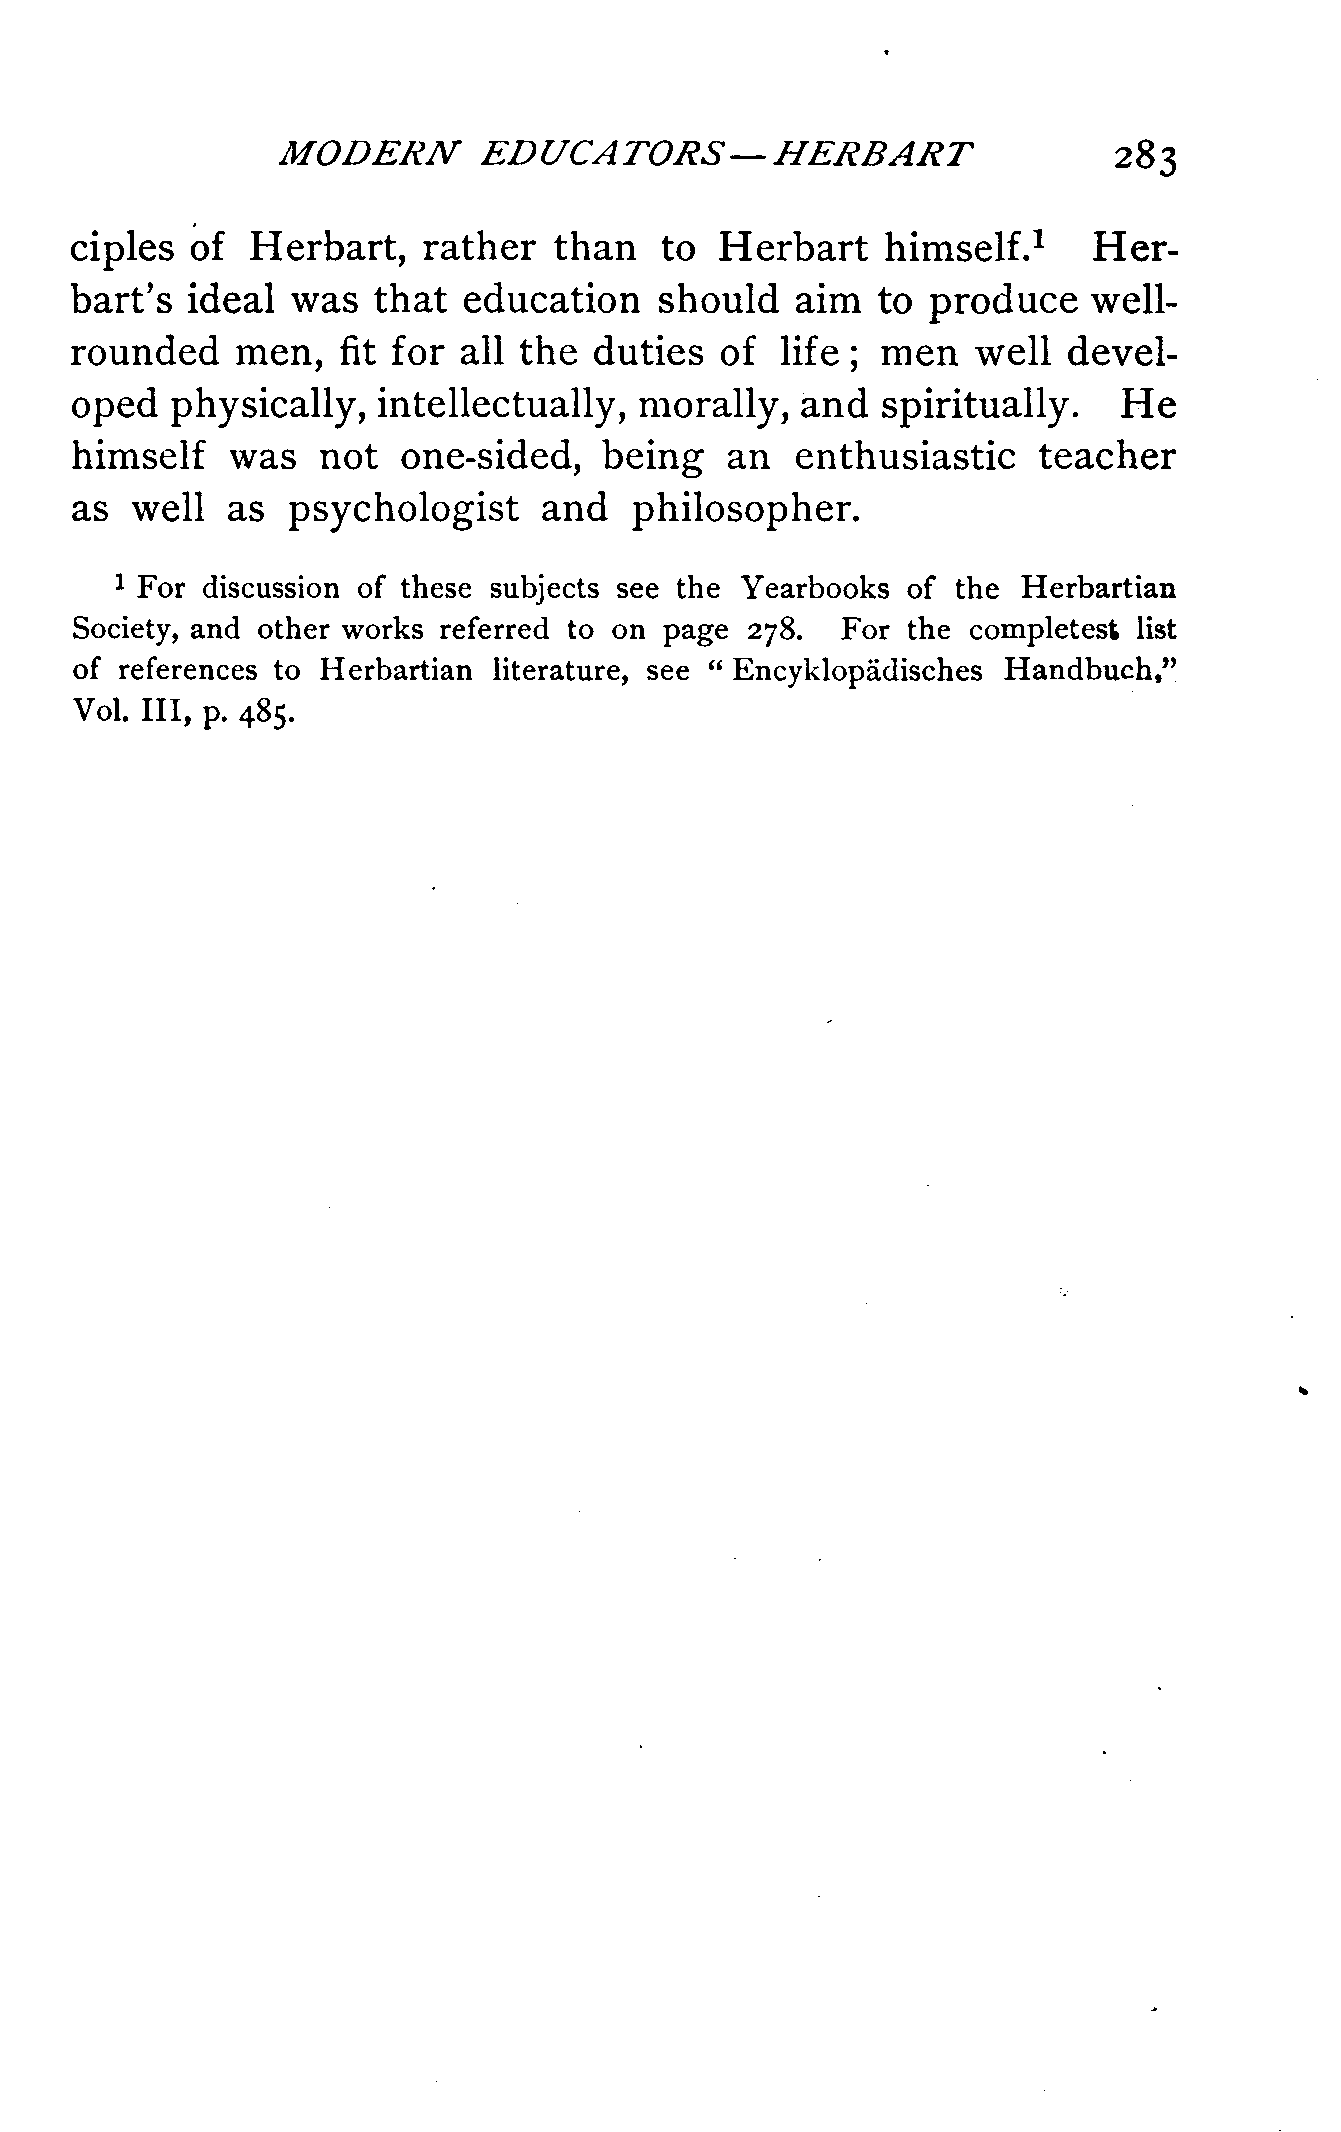 MODERN EDUCATORS—HERBART 283
ciples of Herbart, rather than to Herbart himself.¹ Her-
bart's ideal was that education should aim to produce well-
rounded men, fit for all the duties of life; men well devel-
oped physically, intellectually, morally, and spiritually. He
himself was not one-sided, being an enthusiastic teacher
as well as psychologist and philosopher.
¹ For discussion of these subjects see the Yearbooks of the Herbartian
Society, and other works referred to on page 278. For the completest list
of references to Herbartian literature, see "Encyklopädisches Handbuch,"
Vol. III, p. 485.